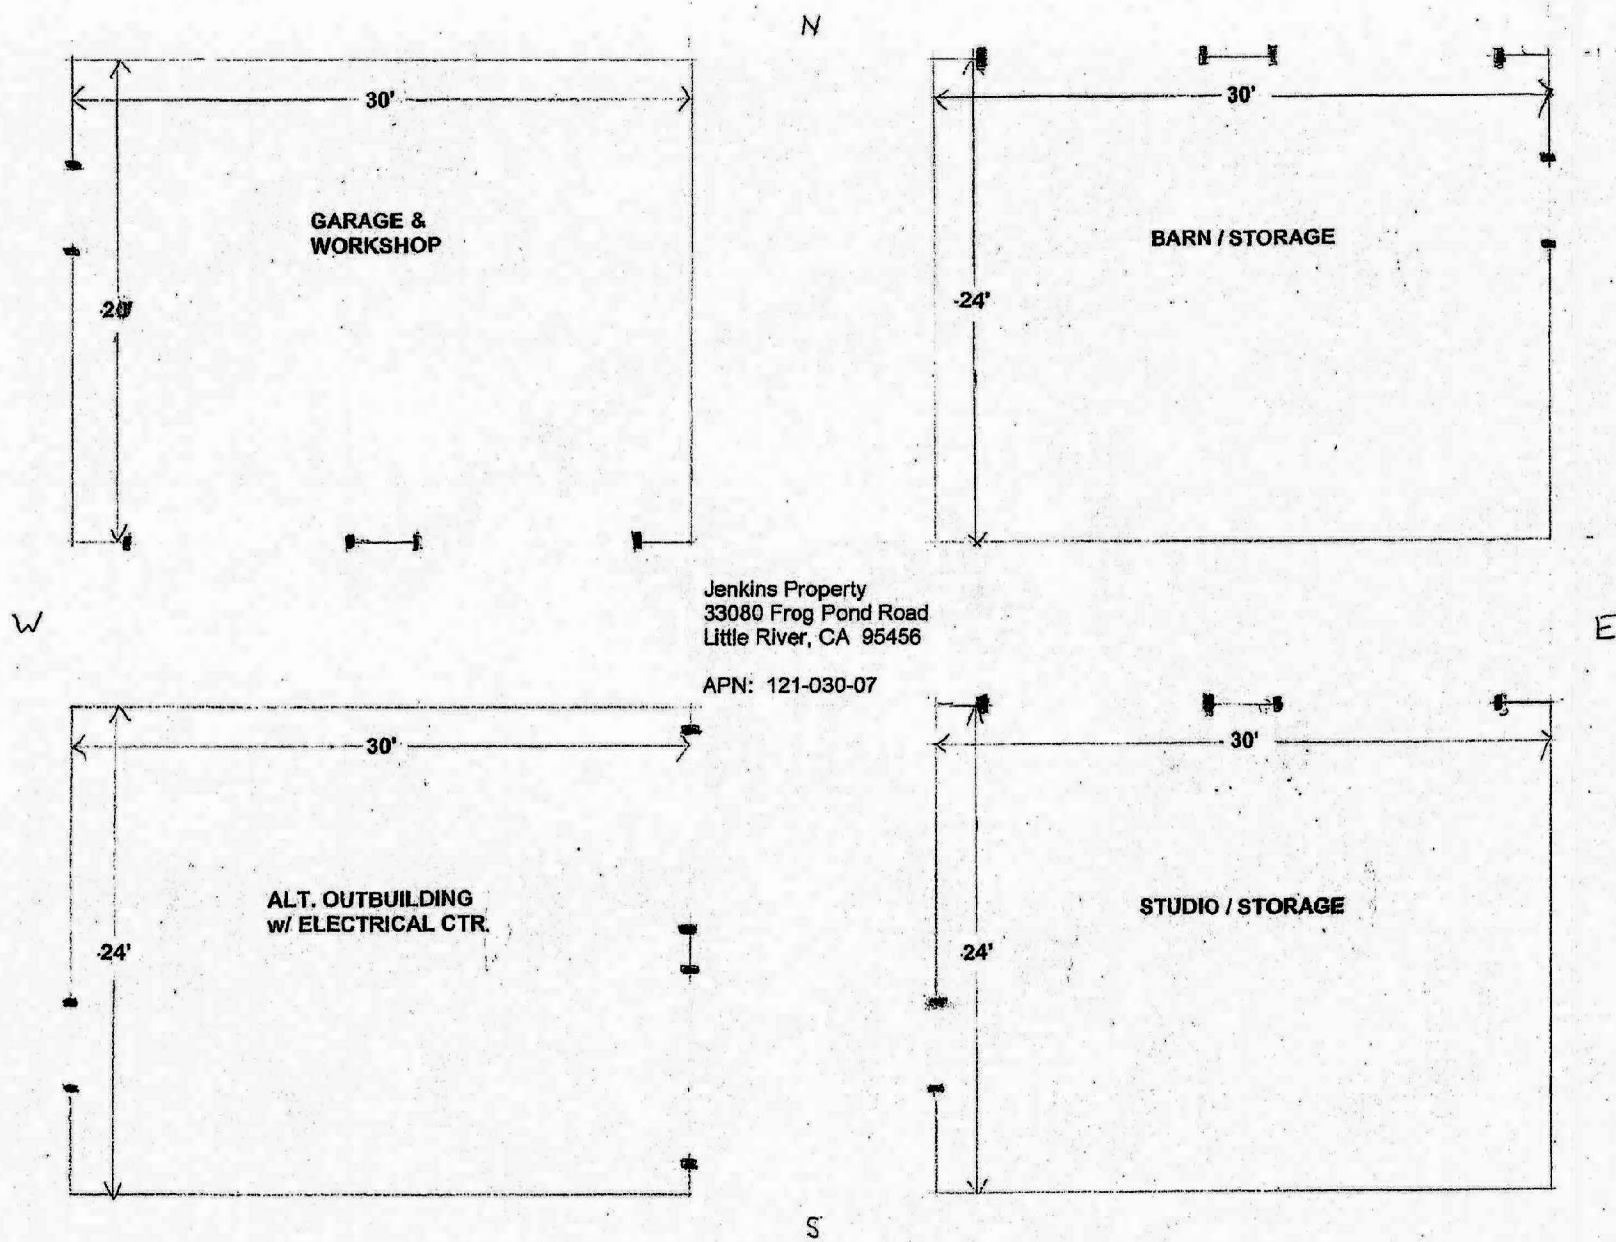 N
30'
30'
GARAGE &
WORKSHOP
BARN / STORAGE
-24'
Jenkins Property
33080 Frog Pond Road
Little River, CA 95456
W
E
APN: 121-030-07
30'
30'
ALT. OUTBUILDING
w/ ELECTRICAL CTR.
STUDIO / STORAGE
-24'
24'
S